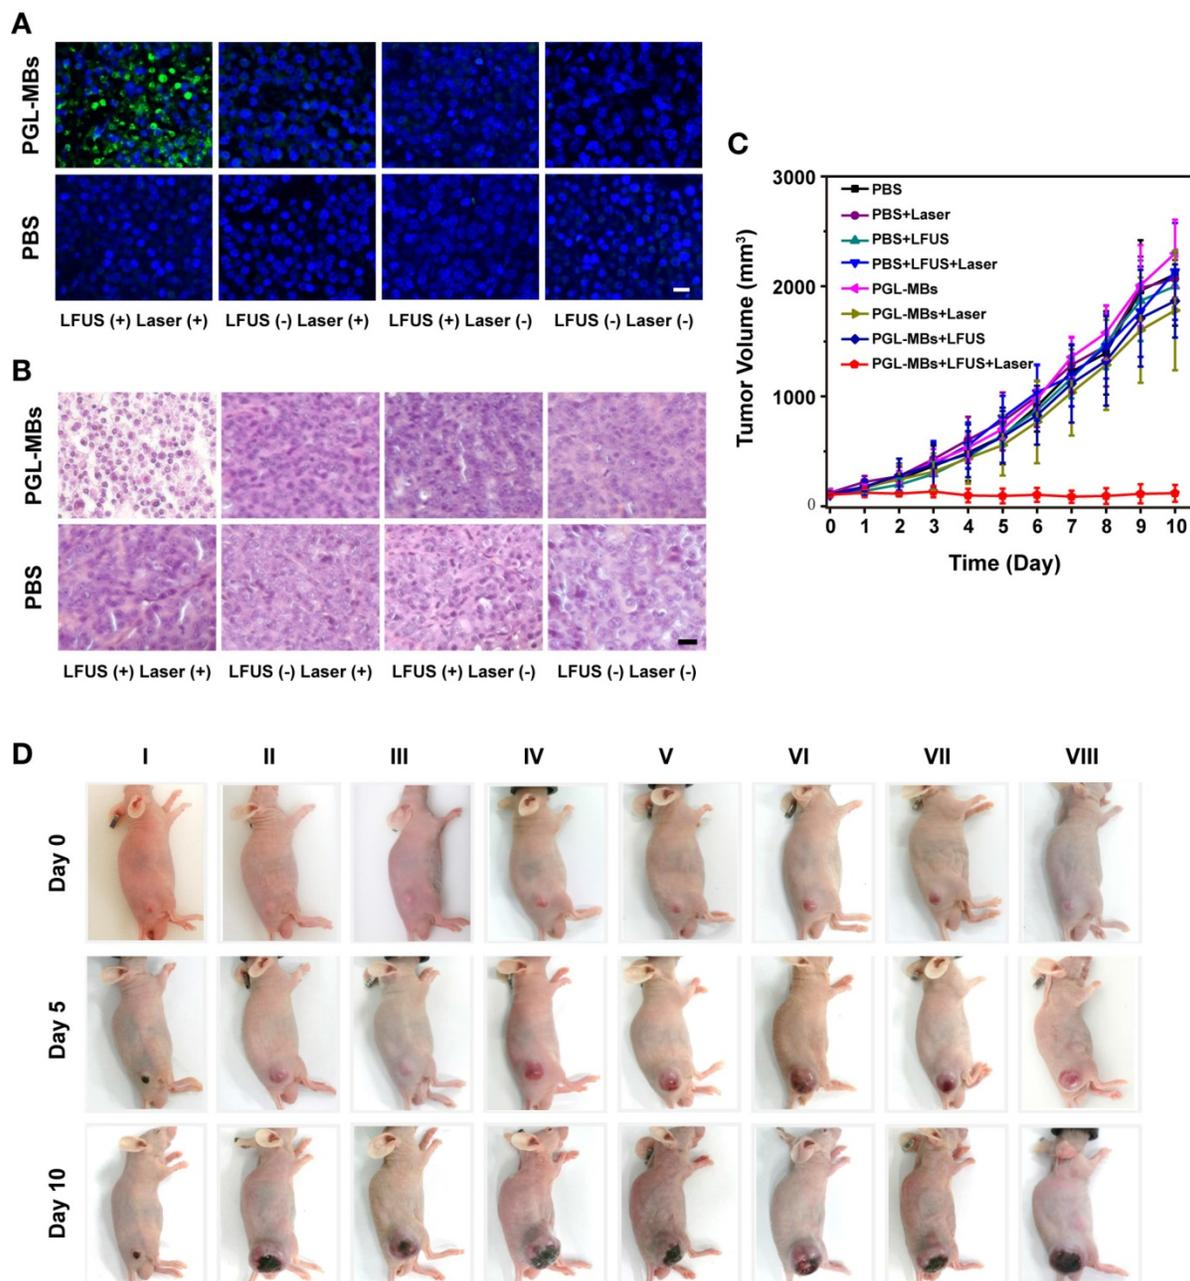 A
PGL-MBs
PBS
LFUS (+) Laser (+) LFUS (-) Laser (+) LFUS (+) Laser (-) LFUS (-) Laser (-)
B
PGL-MBs
PBS
LFUS (+) Laser (+) LFUS (-) Laser (+) LFUS (+) Laser (-) LFUS (-) Laser (-)
C
Tumor Volume (mm³)
3000
2000
1000
0
PBS
PBS+Laser
PBS+LFUS
PBS+LFUS+Laser
PGL-MBs
PGL-MBs+Laser
PGL-MBs+LFUS
PGL-MBs+LFUS+Laser
0 1 2 3 4 5 6 7 8 9 10
Time (Day)
D
I II III IV V VI VII VIII
Day 0
Day 5
Day 10